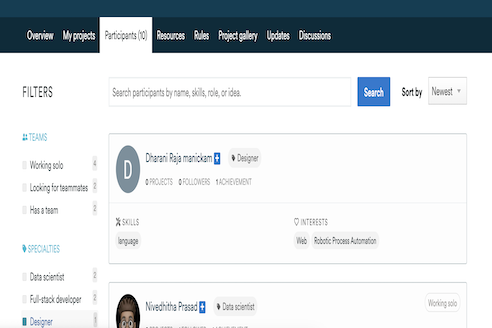 Overview My projects Participants (10) Resources Rules Project gallery Updates Discussions
FILTERS
Search participants by name, skills, role, or idea. Search Sort by Newest
TEAMS
Working solo 4
Looking for teammates
Has a team
SPECIALTIES
Data scientist
Full-stack developer
Designer
D Dharani Raja manickam Designer
0 PROJECTS 0 FOLLOWERS 1 ACHIEVEMENT
SKILLS INTERESTS
language Web Robotic Process Automation
Nivedhitha Prasad Data scientist Working solo